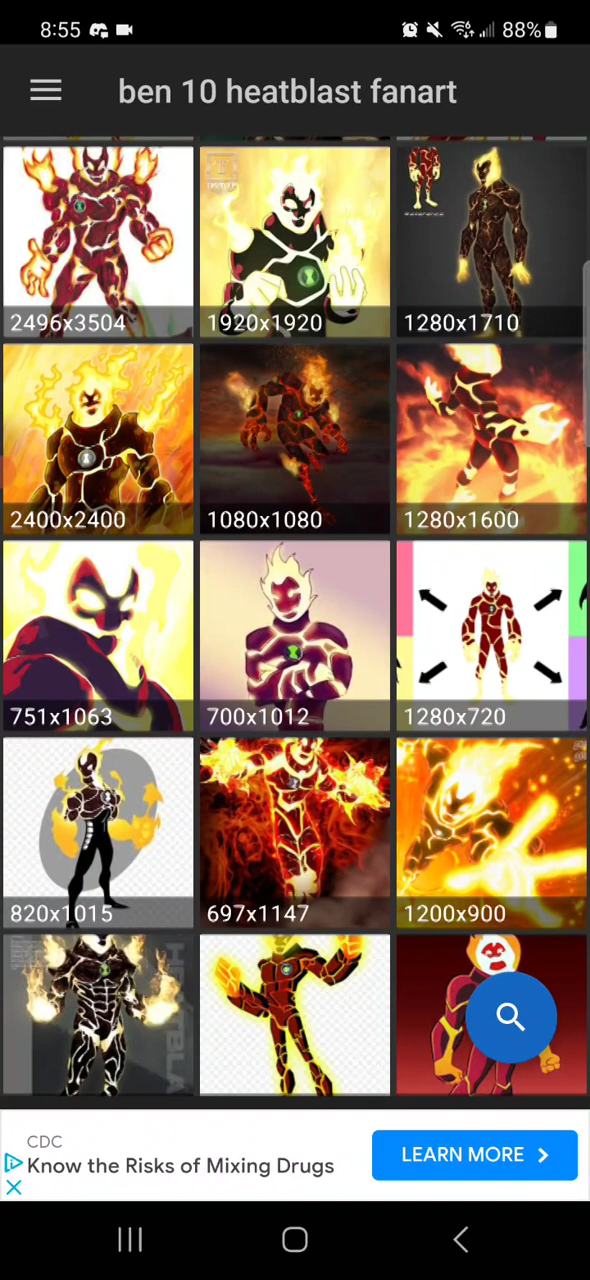 8:55
88%
ben 10 heatblast fanart
2496x3504
1920x1920
1280x1710
2400x2400
1080x1080
1280x1600
751x1063
700x1012
1280x720
820x1015
697x1147
1200x900
HEATBLA
CDC
Know the Risks of Mixing Drugs
LEARN MORE